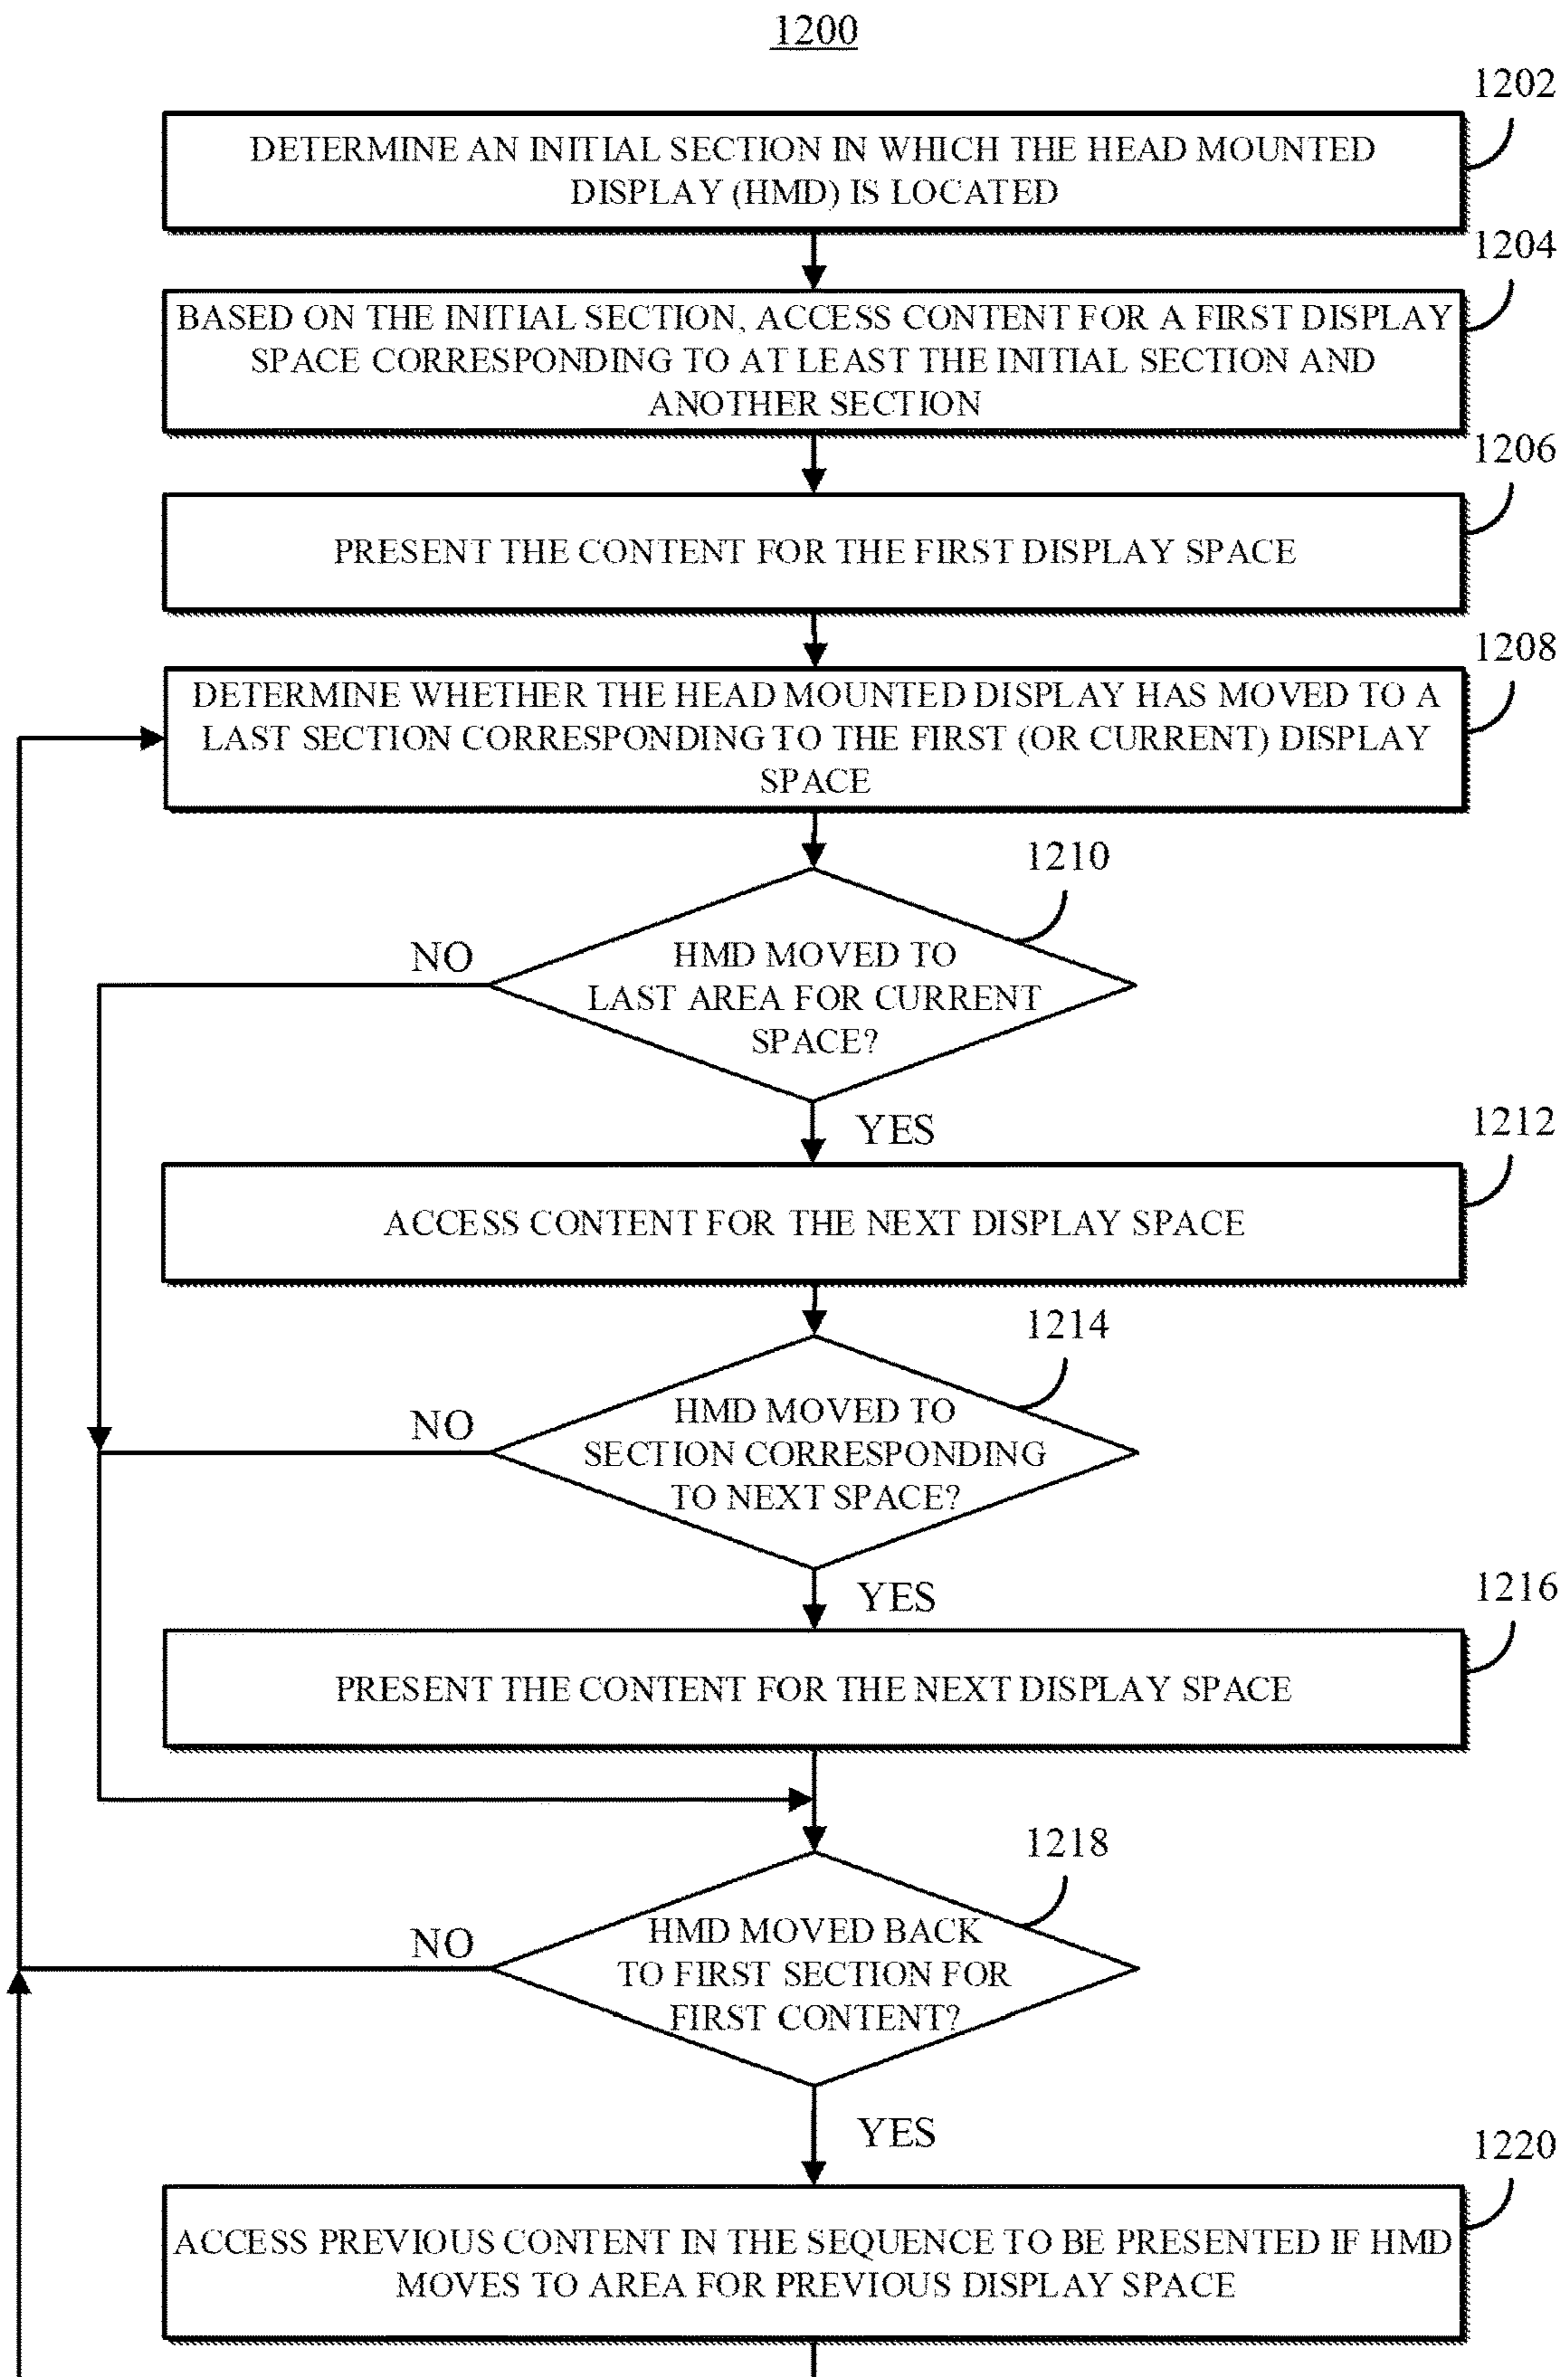 1200
1202
DETERMINE AN INITIAL SECTION IN WHICH THE HEAD MOUNTED
DISPLAY (HMD) IS LOCATED
1204
BASED ON THE INITIAL SECTION, ACCESS CONTENT FOR A FIRST DISPLAY
SPACE CORRESPONDING TO AT LEAST THE INITIAL SECTION AND
ANOTHER SECTION
1206
PRESENT THE CONTENT FOR THE FIRST DISPLAY SPACE
1208
DETERMINE WHETHER THE HEAD MOUNTED DISPLAY HAS MOVED TO A
LAST SECTION CORRESPONDING TO THE FIRST (OR CURRENT) DISPLAY
SPACE
1210
NO
HMD MOVED TO
LAST AREA FOR CURRENT
SPACE?
YES
1212
ACCESS CONTENT FOR THE NEXT DISPLAY SPACE
1214
NO
HMD MOVED TO
SECTION CORRESPONDING
TO NEXT SPACE?
YES
1216
PRESENT THE CONTENT FOR THE NEXT DISPLAY SPACE
1218
NO
HMD MOVED BACK
TO FIRST SECTION FOR
FIRST CONTENT?
YES
1220
ACCESS PREVIOUS CONTENT IN THE SEQUENCE TO BE PRESENTED IF HMD
MOVES TO AREA FOR PREVIOUS DISPLAY SPACE